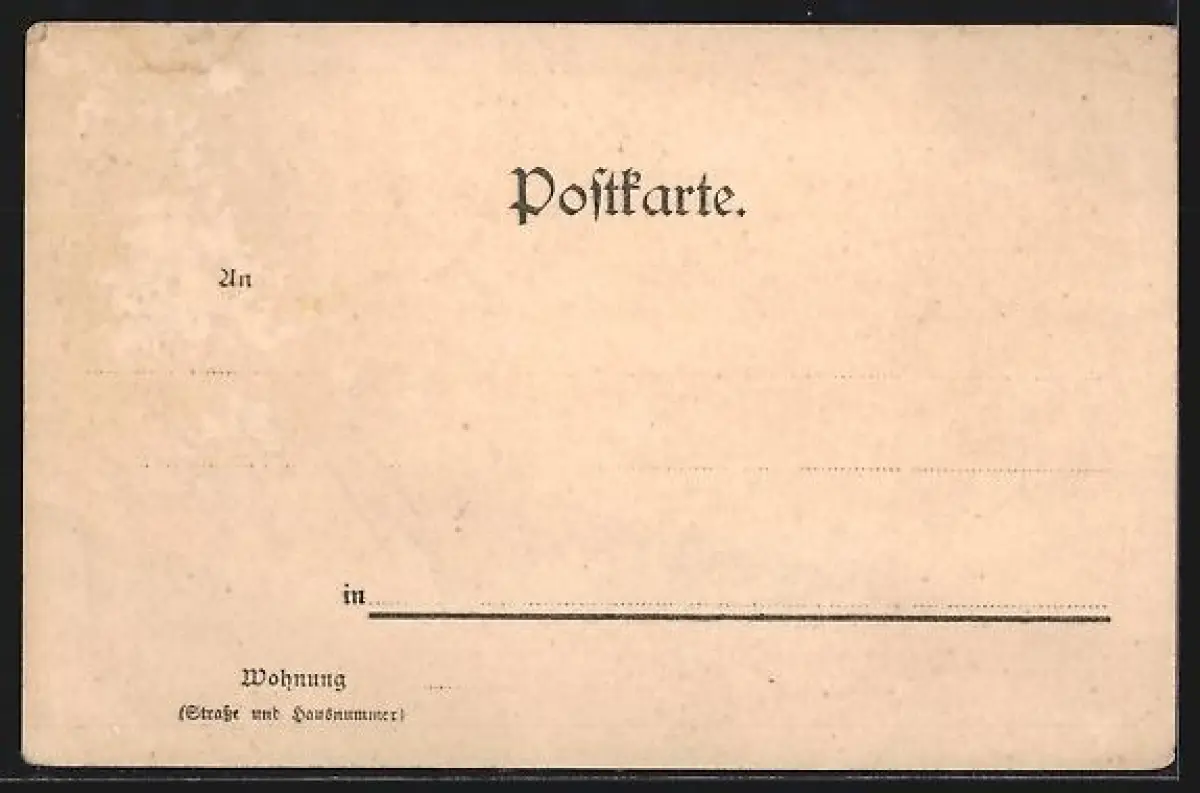 Postkarte.
An
in
Wohnung
(Straße und Hausnummer)